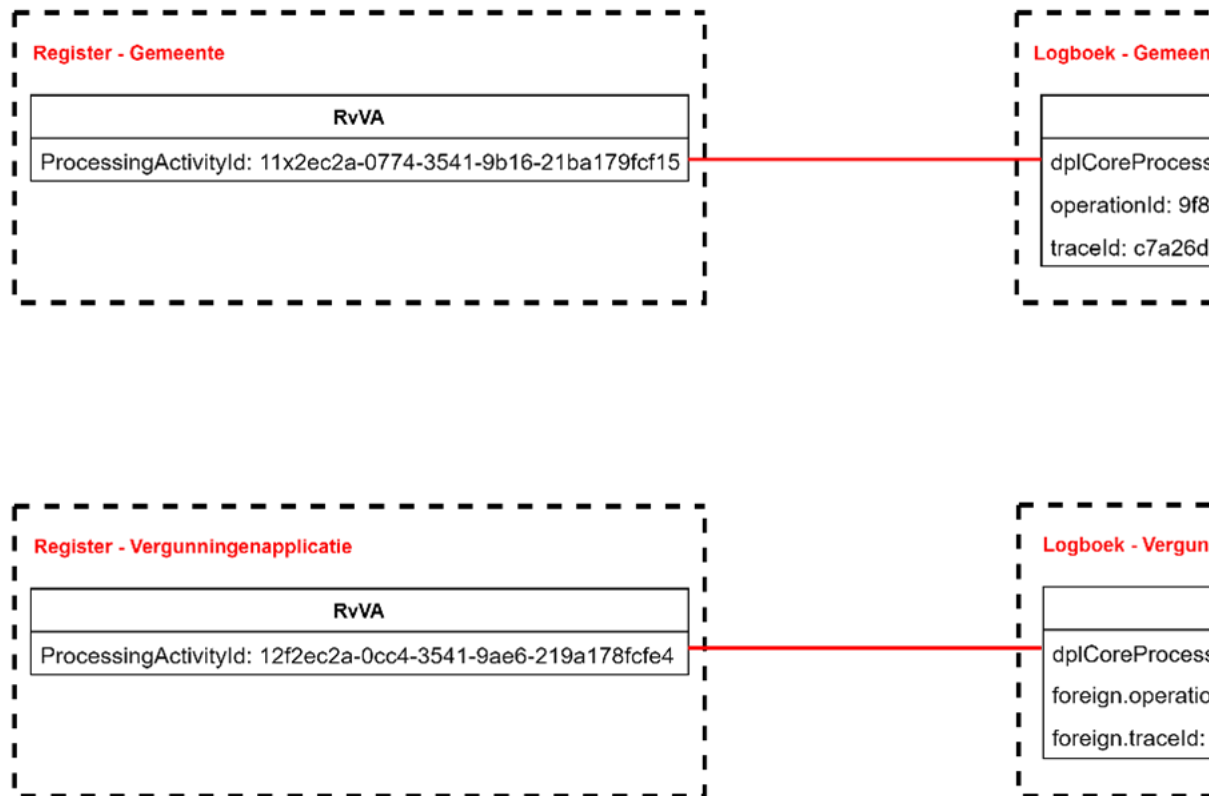 Register - Gemeente
RvVA
ProcessingActivityId: 11x2ec2a-0774-3541-9b16-21ba179fcf15
Logboek - Gemeen
dplCoreProcess
operationId: 9f8
traceId: c7a26d
Register - Vergunningenapplicatie
RvVA
ProcessingActivityId: 12f2ec2a-0cc4-3541-9ae6-219a178fcfe4
Logboek - Vergun
dplCoreProcess
foreign.operatio
foreign.traceId: